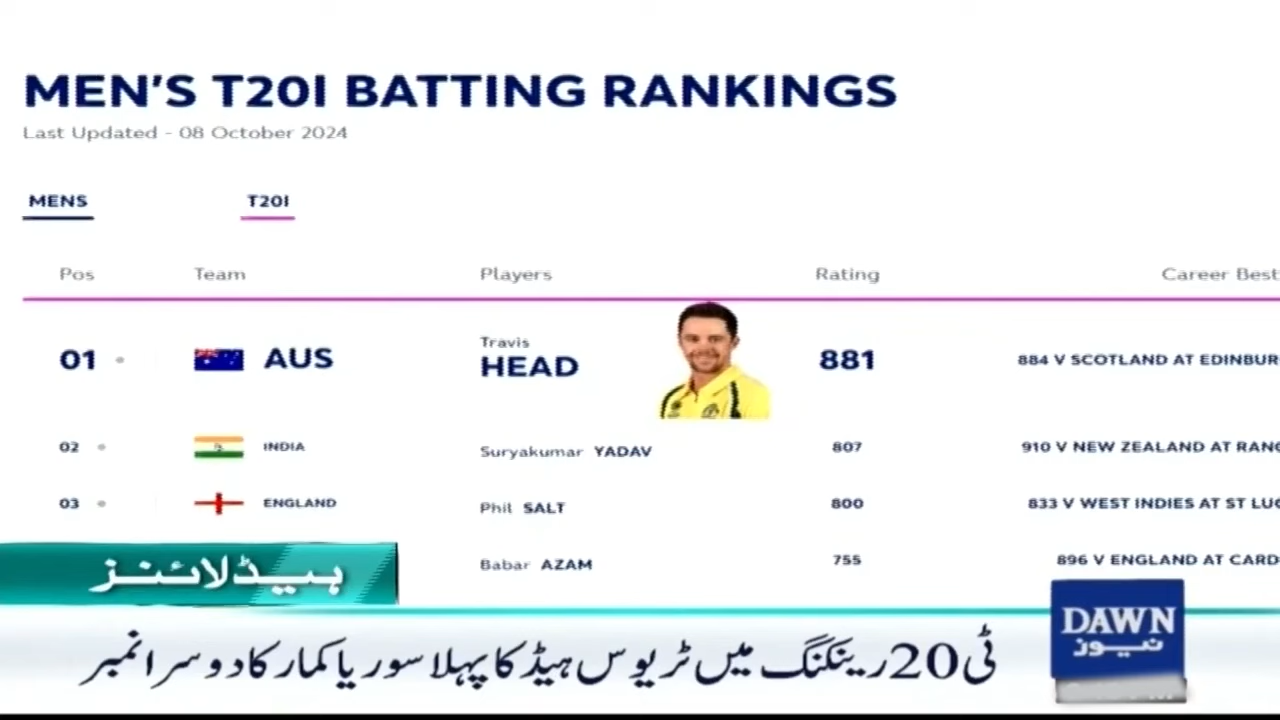 MEN'S T20I BATTING RANKINGS
Last Updated - 08 October 2024
MENS T20I
Pos Team Players Rating Career Best
01 AUS Travis HEAD 881 884 V SCOTLAND AT EDINBUR
02 INDIA Suryakumar YADAV 807 910 V NEW ZEALAND AT RANC
03 ENGLAND Phil SALT 800 833 V WEST INDIES AT ST LUC
Babar AZAM 755 896 V ENGLAND AT CARD
ہیڈلائنز
DAWN
نیوز
ٹی 20 رینکنگ میں ٹریوس ہیڈ کا پہلا سوریا کمار کا دوسرا نمبر